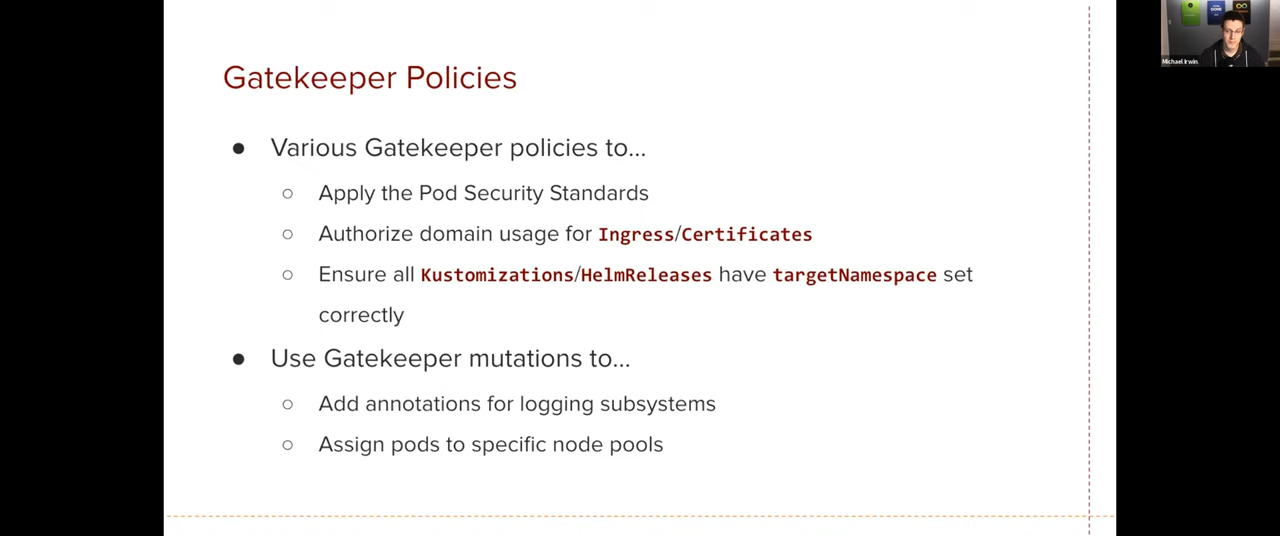 Gatekeeper Policies
● Various Gatekeeper policies to...
○ Apply the Pod Security Standards
○ Authorize domain usage for Ingress/Certificates
○ Ensure all Kustomizations/HelmReleases have targetNamespace set
correctly
● Use Gatekeeper mutations to...
○ Add annotations for logging subsystems
○ Assign pods to specific node pools
Michael Irwin